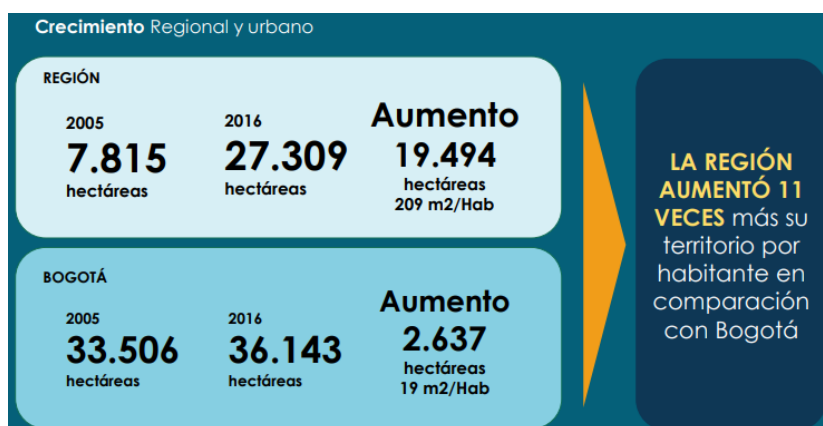 Crecimiento Regional y urbano
REGIÓN
2005
7.815
hectáreas
2016
27.309
hectáreas
Aumento
19.494
hectáreas
209 m2/Hab
BOGOTÁ
2005
33.506
hectáreas
2016
36.143
hectáreas
Aumento
2.637
hectáreas
19 m2/Hab
LA REGIÓN
AUMENTÓ 11
VECES más su
territorio por
habitante en
comparación
con Bogotá